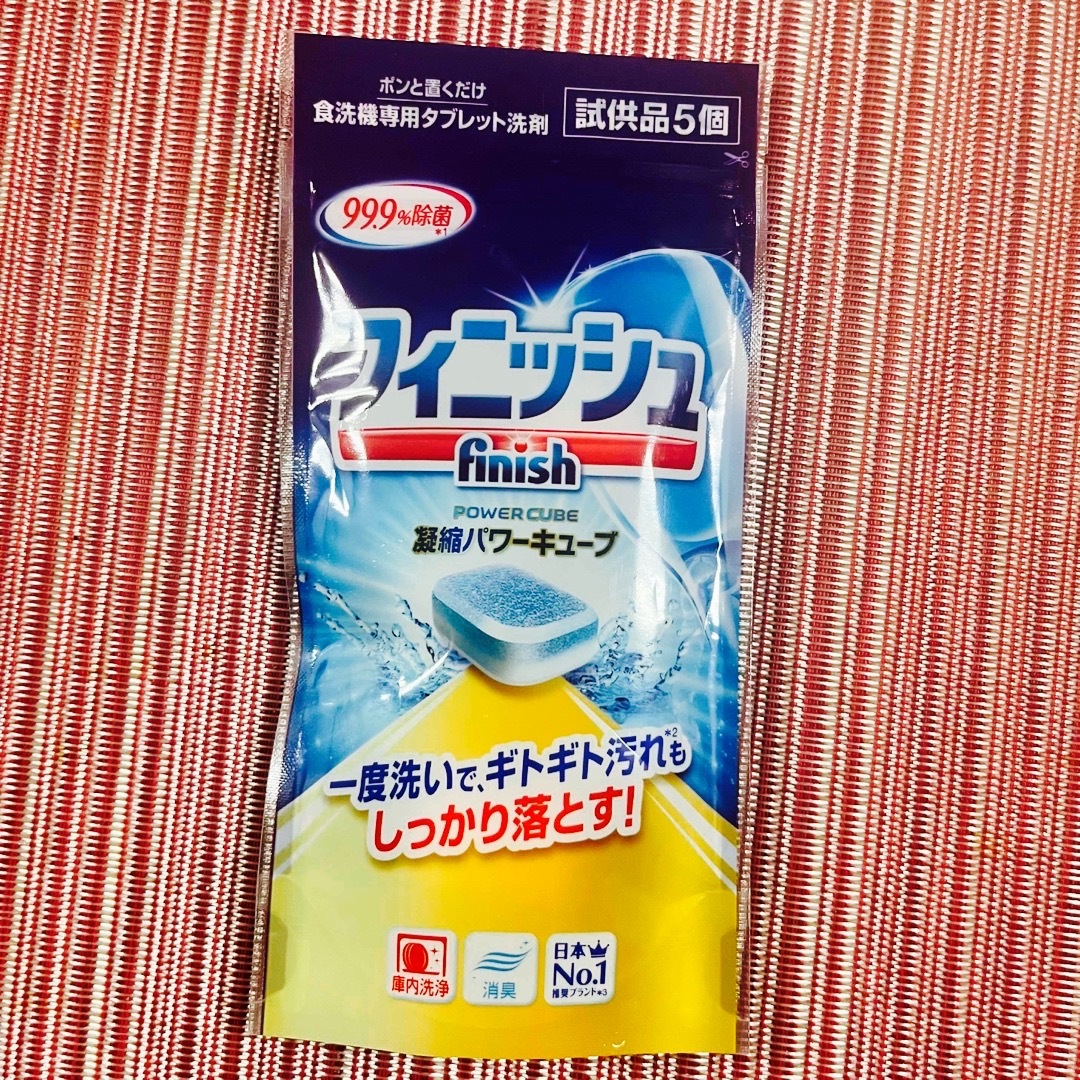 ポンと置くだけ
食洗機専用タブレット洗剤
試供品5個
99.9%除菌
*1
フィニッシュ
finish
POWER CUBE
凝縮パワーキューブ
一度洗いで、ギトギト汚れも*2
しっかり落とす!
庫内洗浄
消臭
日本
No.1
推奨ブランド*3